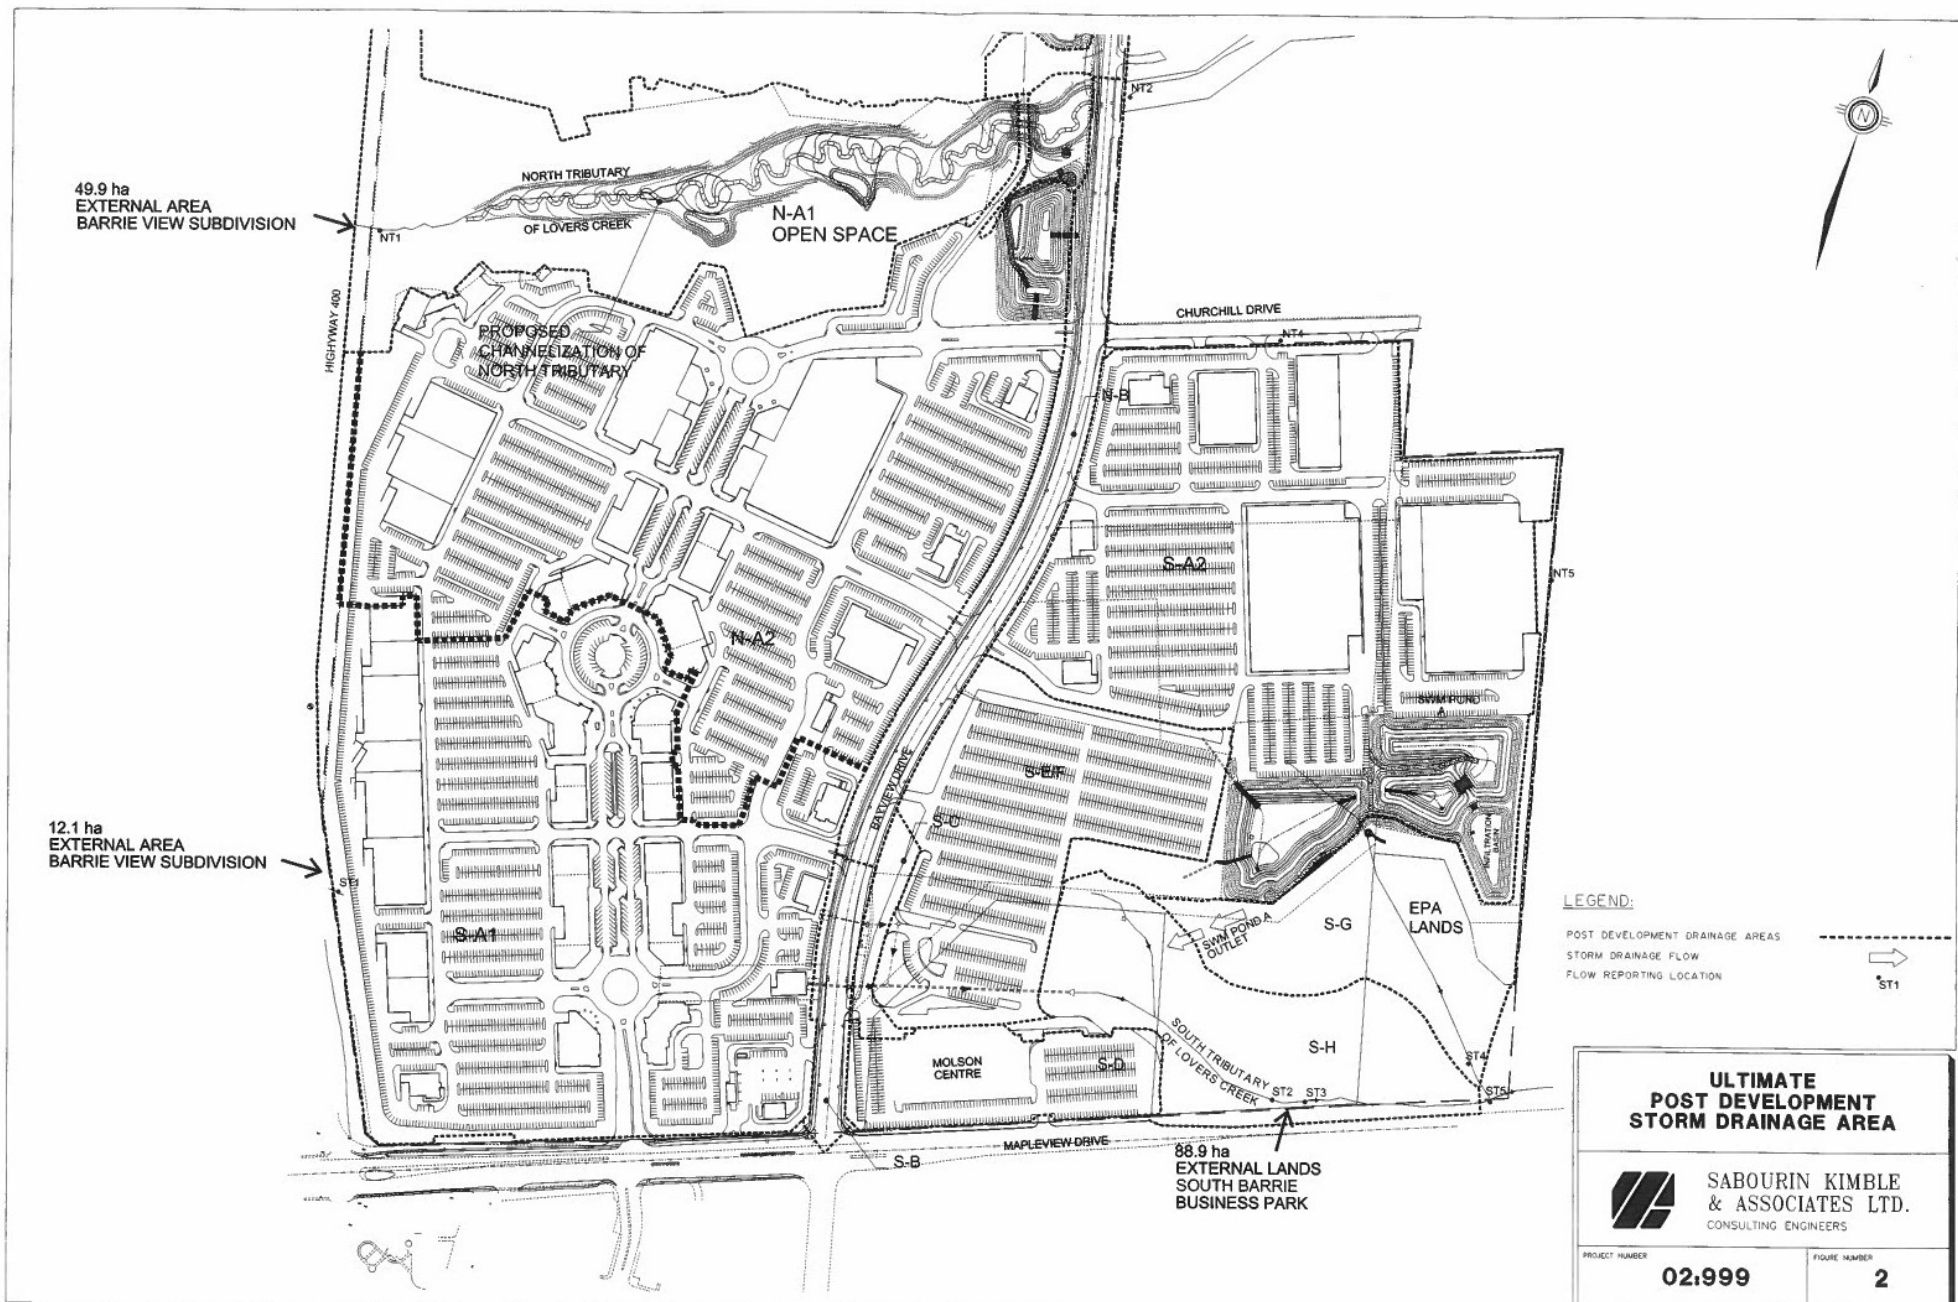 NT2
N
49.9 ha
EXTERNAL AREA
BARRIE VIEW SUBDIVISION
NORTH TRIBUTARY
OF LOVERS CREEK
NT1
N-A1
OPEN SPACE
HIGHWAY 400
CHURCHILL DRIVE
NT4
PROPOSED
CHANNELIZATION OF
NORTH TRIBUTARY
N-B
S-A2
NT5
N-A2
SWM POND
A
BAYVIEW DRIVE
S-E/F
S-C
12.1 ha
EXTERNAL AREA
BARRIE VIEW SUBDIVISION
ST1
INFILTRATION
BASIN
S-A1
S-G
EPA
LANDS
SWM POND A
OUTLET
LEGEND:
POST DEVELOPMENT DRAINAGE AREAS
STORM DRAINAGE FLOW
FLOW REPORTING LOCATION
ST1
SOUTH TRIBUTARY
OF LOVERS CREEK
MOLSON
CENTRE
S-D
S-H
ST4
ST2
ST3
ST5
MAPLEVIEW DRIVE
S-B
88.9 ha
EXTERNAL LANDS
SOUTH BARRIE
BUSINESS PARK
ULTIMATE
POST DEVELOPMENT
STORM DRAINAGE AREA
SABOURIN KIMBLE
& ASSOCIATES LTD.
CONSULTING ENGINEERS
PROJECT NUMBER
02:999
FIGURE NUMBER
2